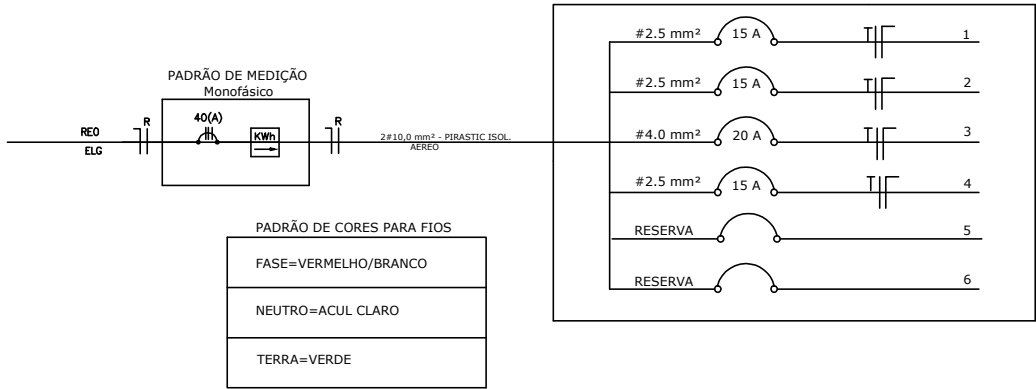 PADRÃO DE MEDIÇÃO
Monofásico
REO
ELG
R
40(A)
KWh
R
2#10,0 mm² - PIRASTIC ISOL.
AEREO
#2.5 mm² 15 A T 1
#2.5 mm² 15 A T 2
#4.0 mm² 20 A T 3
#2.5 mm² 15 A T 4
RESERVA 5
RESERVA 6
PADRÃO DE CORES PARA FIOS
FASE=VERMELHO/BRANCO
NEUTRO=ACUL CLARO
TERRA=VERDE